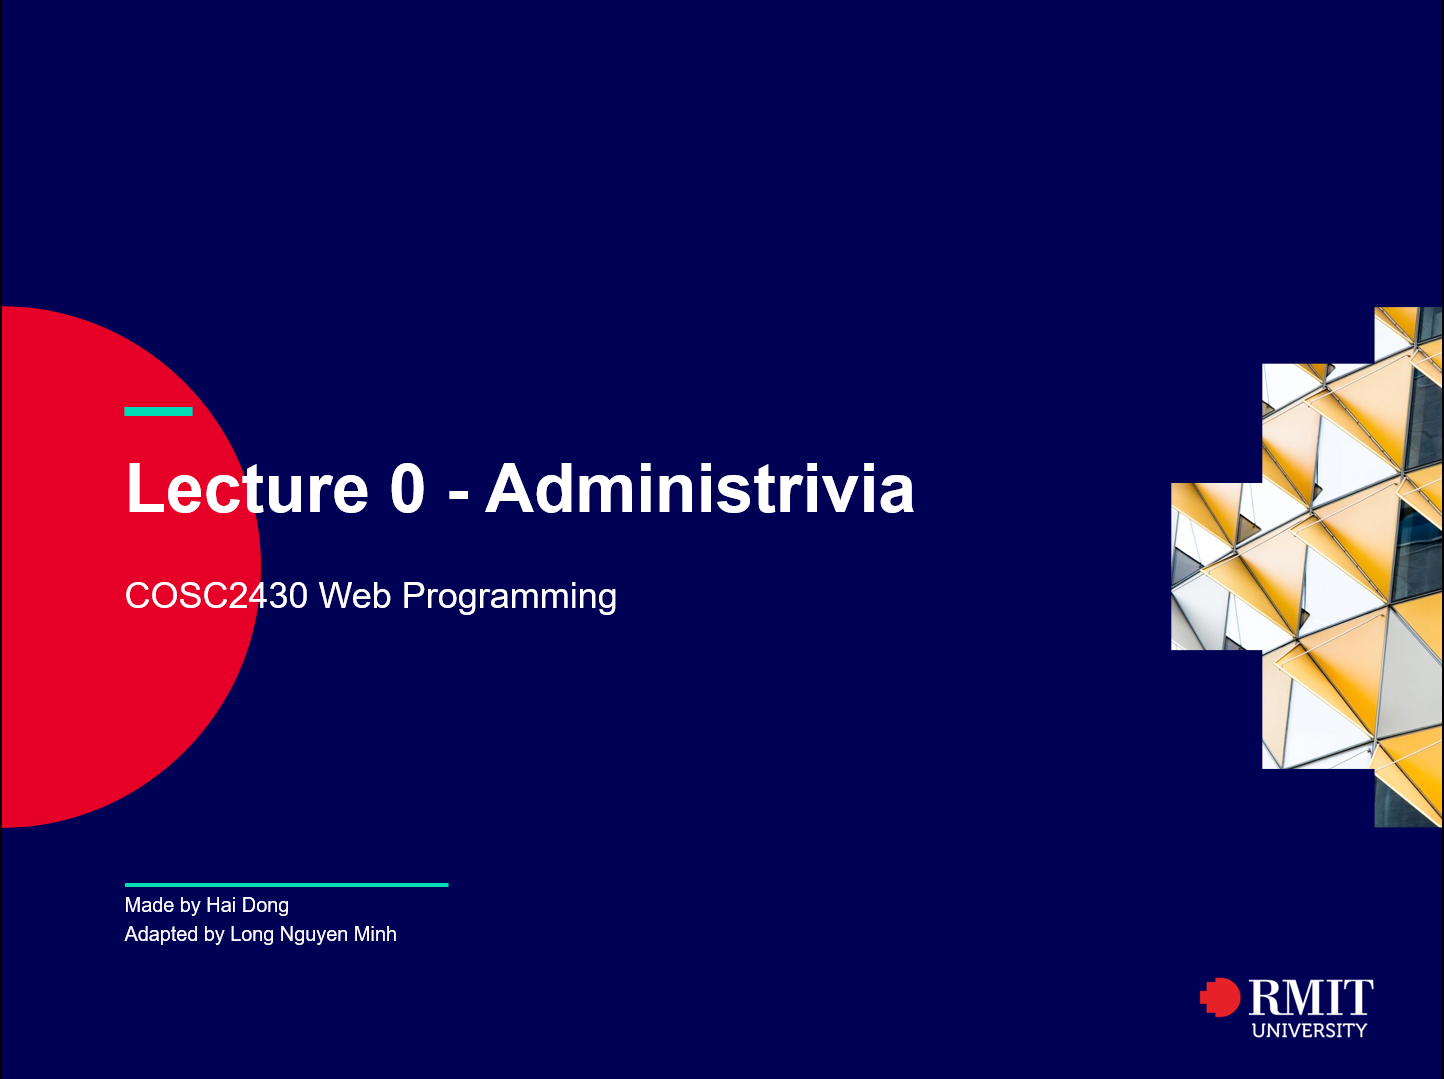 Lecture 0 - Administrivia
COSC2430 Web Programming
Made by Hai Dong
Adapted by Long Nguyen Minh
RMIT
UNIVERSITY